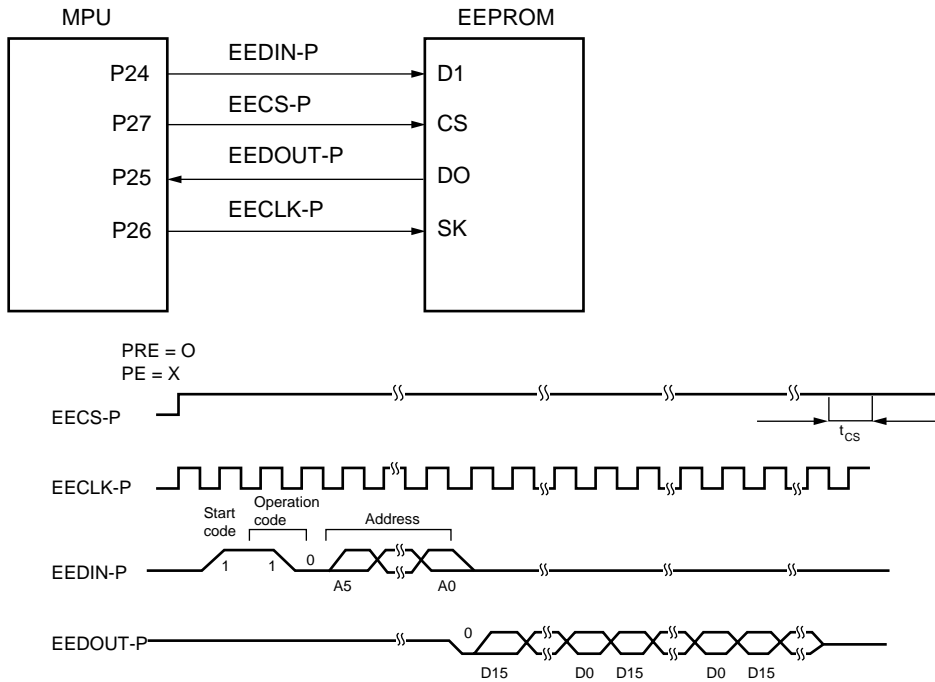 MPU EEPROM
EEDIN-P
P24 D1
EECS-P
P27 CS
EEDOUT-P
P25 DO
EECLK-P
P26 SK
PRE = O
PE = X
EECS-P
tCS
EECLK-P
Start code
Operation code
Address
EEDIN-P
1 1 0
A5 A0
EEDOUT-P
0
D15 D0 D15 D0 D15